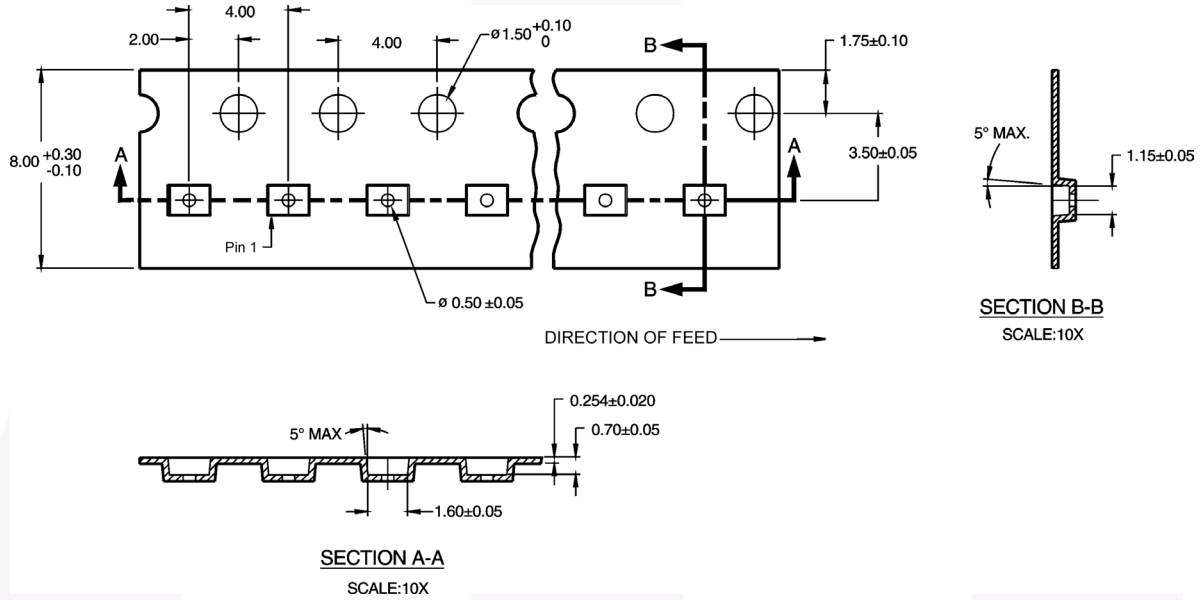 4.00
2.00
4.00
ø1.50 +0.10
0
B
1.75±0.10
8.00 +0.30
-0.10
A
A
3.50±0.05
5° MAX.
1.15±0.05
Pin 1
B
ø 0.50 ±0.05
SECTION B-B
SCALE:10X
DIRECTION OF FEED
0.254±0.020
5° MAX
0.70±0.05
1.60±0.05
SECTION A-A
SCALE:10X